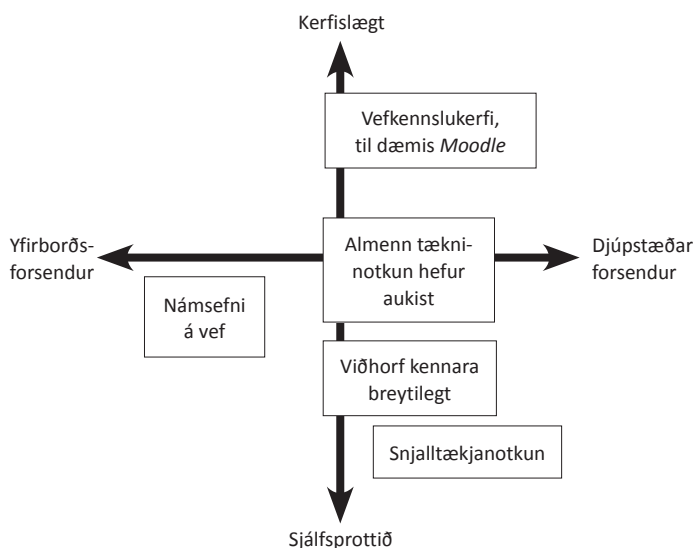 Kerfislægt
Vefkennslukerfi,
til dæmis Moodle
Yfirborðs-
forsendur
Almenn tækni-
notkun hefur
aukist
Djúpstæðar
forsendur
Námsefni
á vef
Viðhorf kennara
breytilegt
Snjalltækjanotkun
Sjálfsprottið